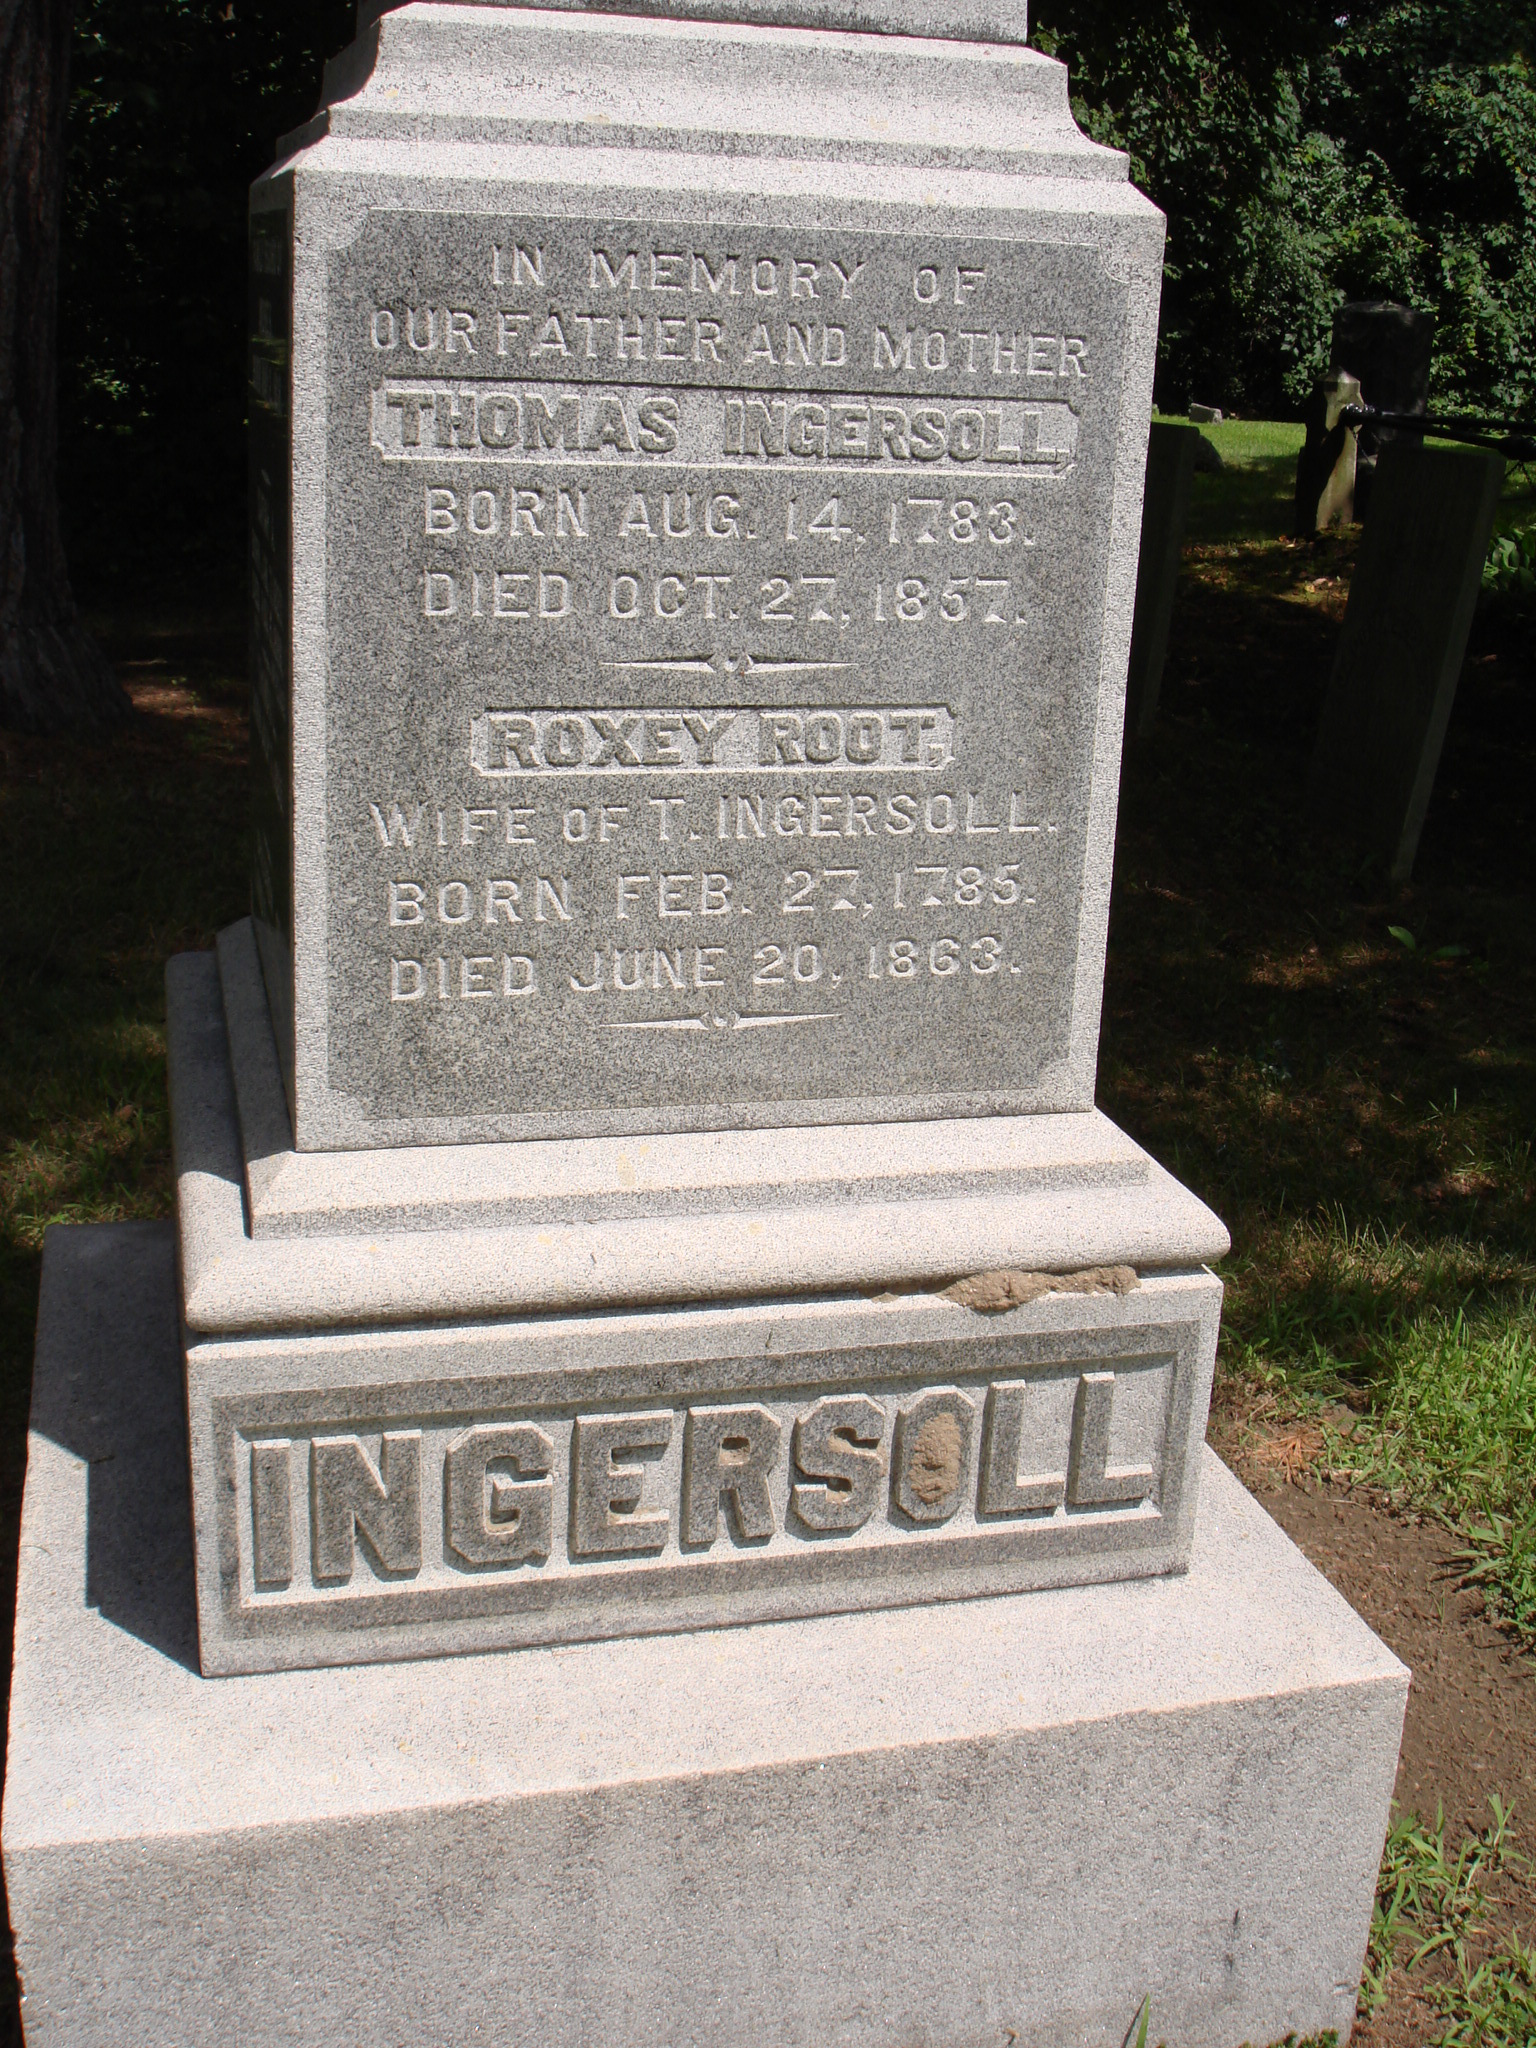 IN MEMORY OF
OUR FATHER AND MOTHER
THOMAS INGERSOLL,
BORN AUG. 14, 1783.
DIED OCT. 27, 1857.
ROXEY ROOT,
WIFE OF T. INGERSOLL.
BORN FEB. 27, 1785.
DIED JUNE 20, 1863.
INGERSOLL